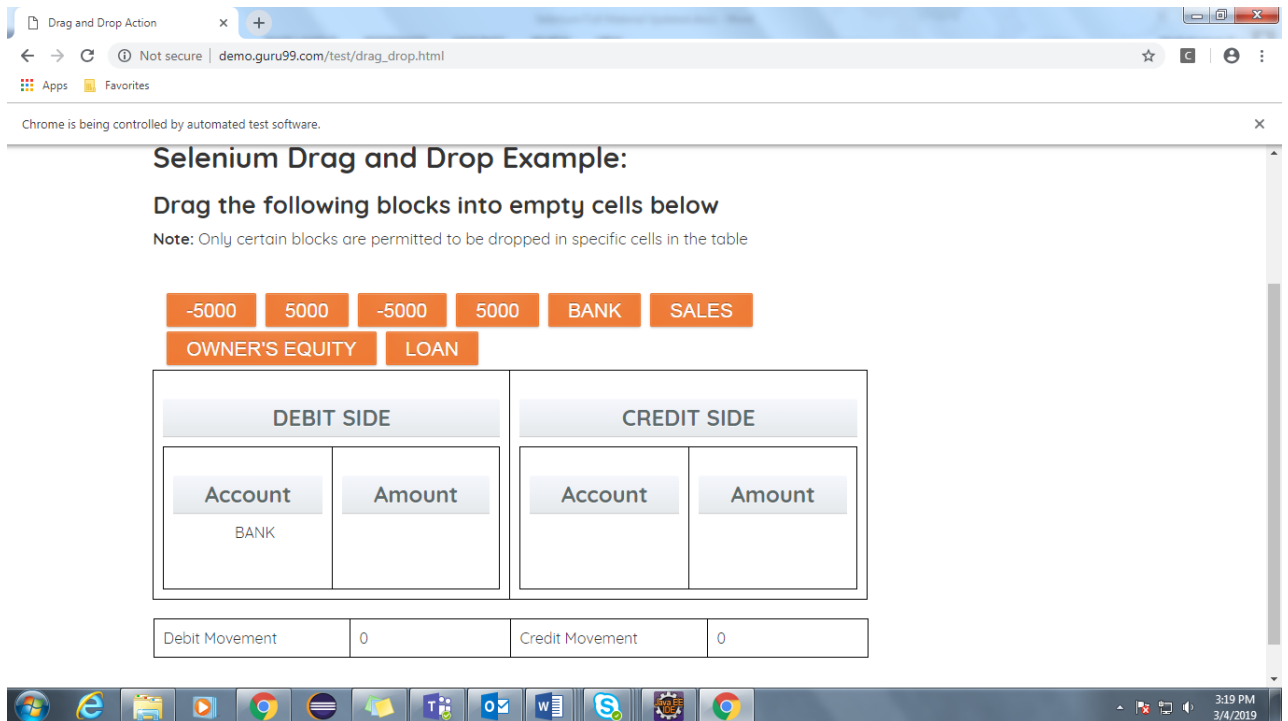 Drag and Drop Action
Not secure | demo.guru99.com/test/drag_drop.html
C
Apps Favorites
Chrome is being controlled by automated test software.
Selenium Drag and Drop Example:
Drag the following blocks into empty cells below
Note: Only certain blocks are permitted to be dropped in specific cells in the table
-5000 5000 -5000 5000 BANK SALES
OWNER'S EQUITY LOAN
DEBIT SIDE CREDIT SIDE
Account Amount Account Amount
BANK
Debit Movement 0 Credit Movement 0
Java EE
IDE
3:19 PM
3/4/2019